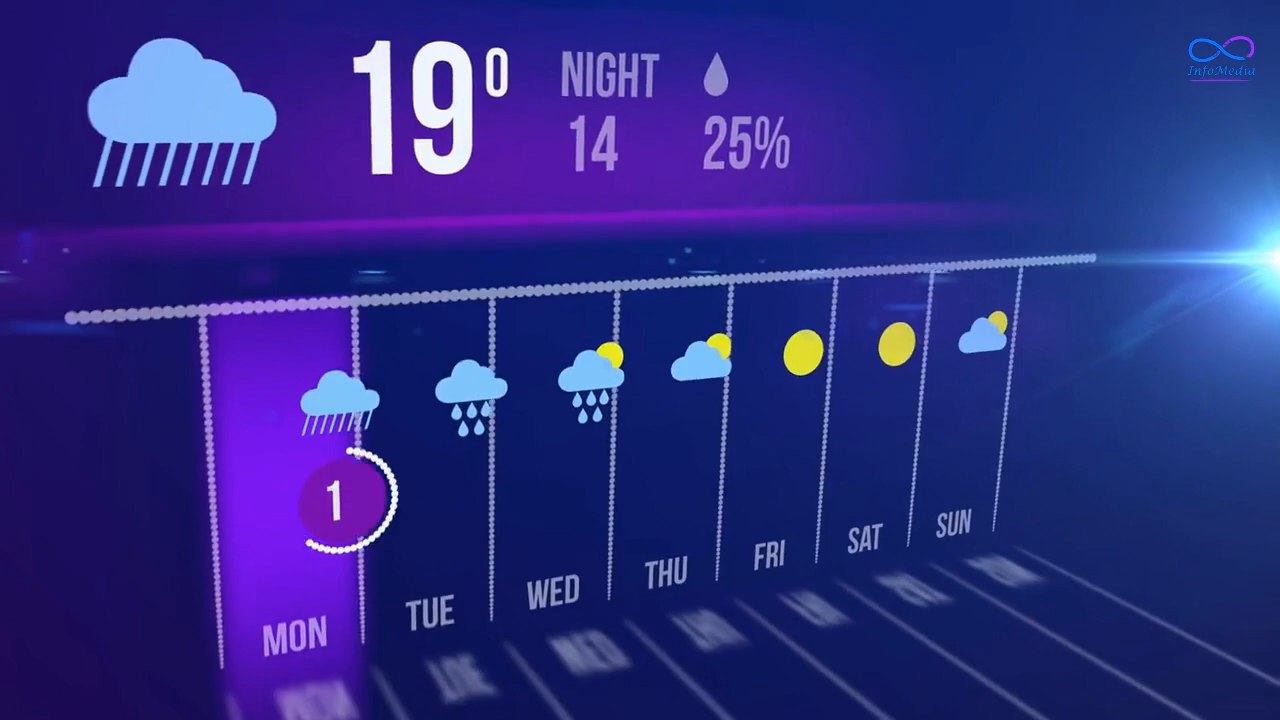 19°
NIGHT
14
25%
InfoMedia
1
MON
TUE
WED
THU
FRI
SAT
SUN